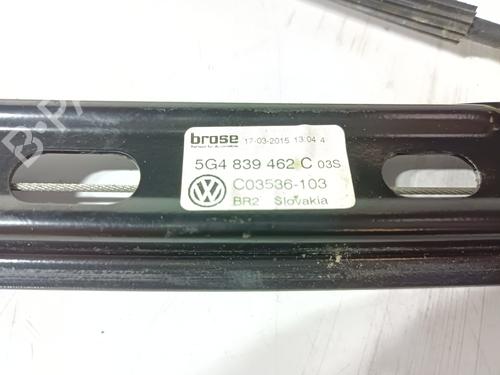 brose 17-03-2015 13:04 4
5G4 839 462 C 03S
C03536-103
BR2 Slovakia